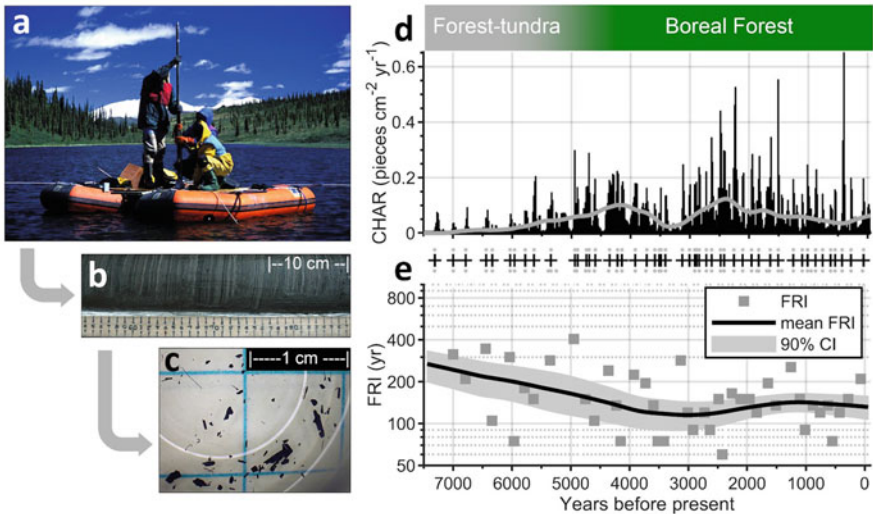 a
|--10 cm--|
b
|-----1 cm-----|
c
d
Forest-tundra
Boreal Forest
CHAR (pieces cm-2 yr-1)
0.6
0.4
0.2
0
e
FRI (yr)
800
400
200
100
50
FRI
mean FRI
90% CI
7000 6000 5000 4000 3000 2000 1000 0
Years before present